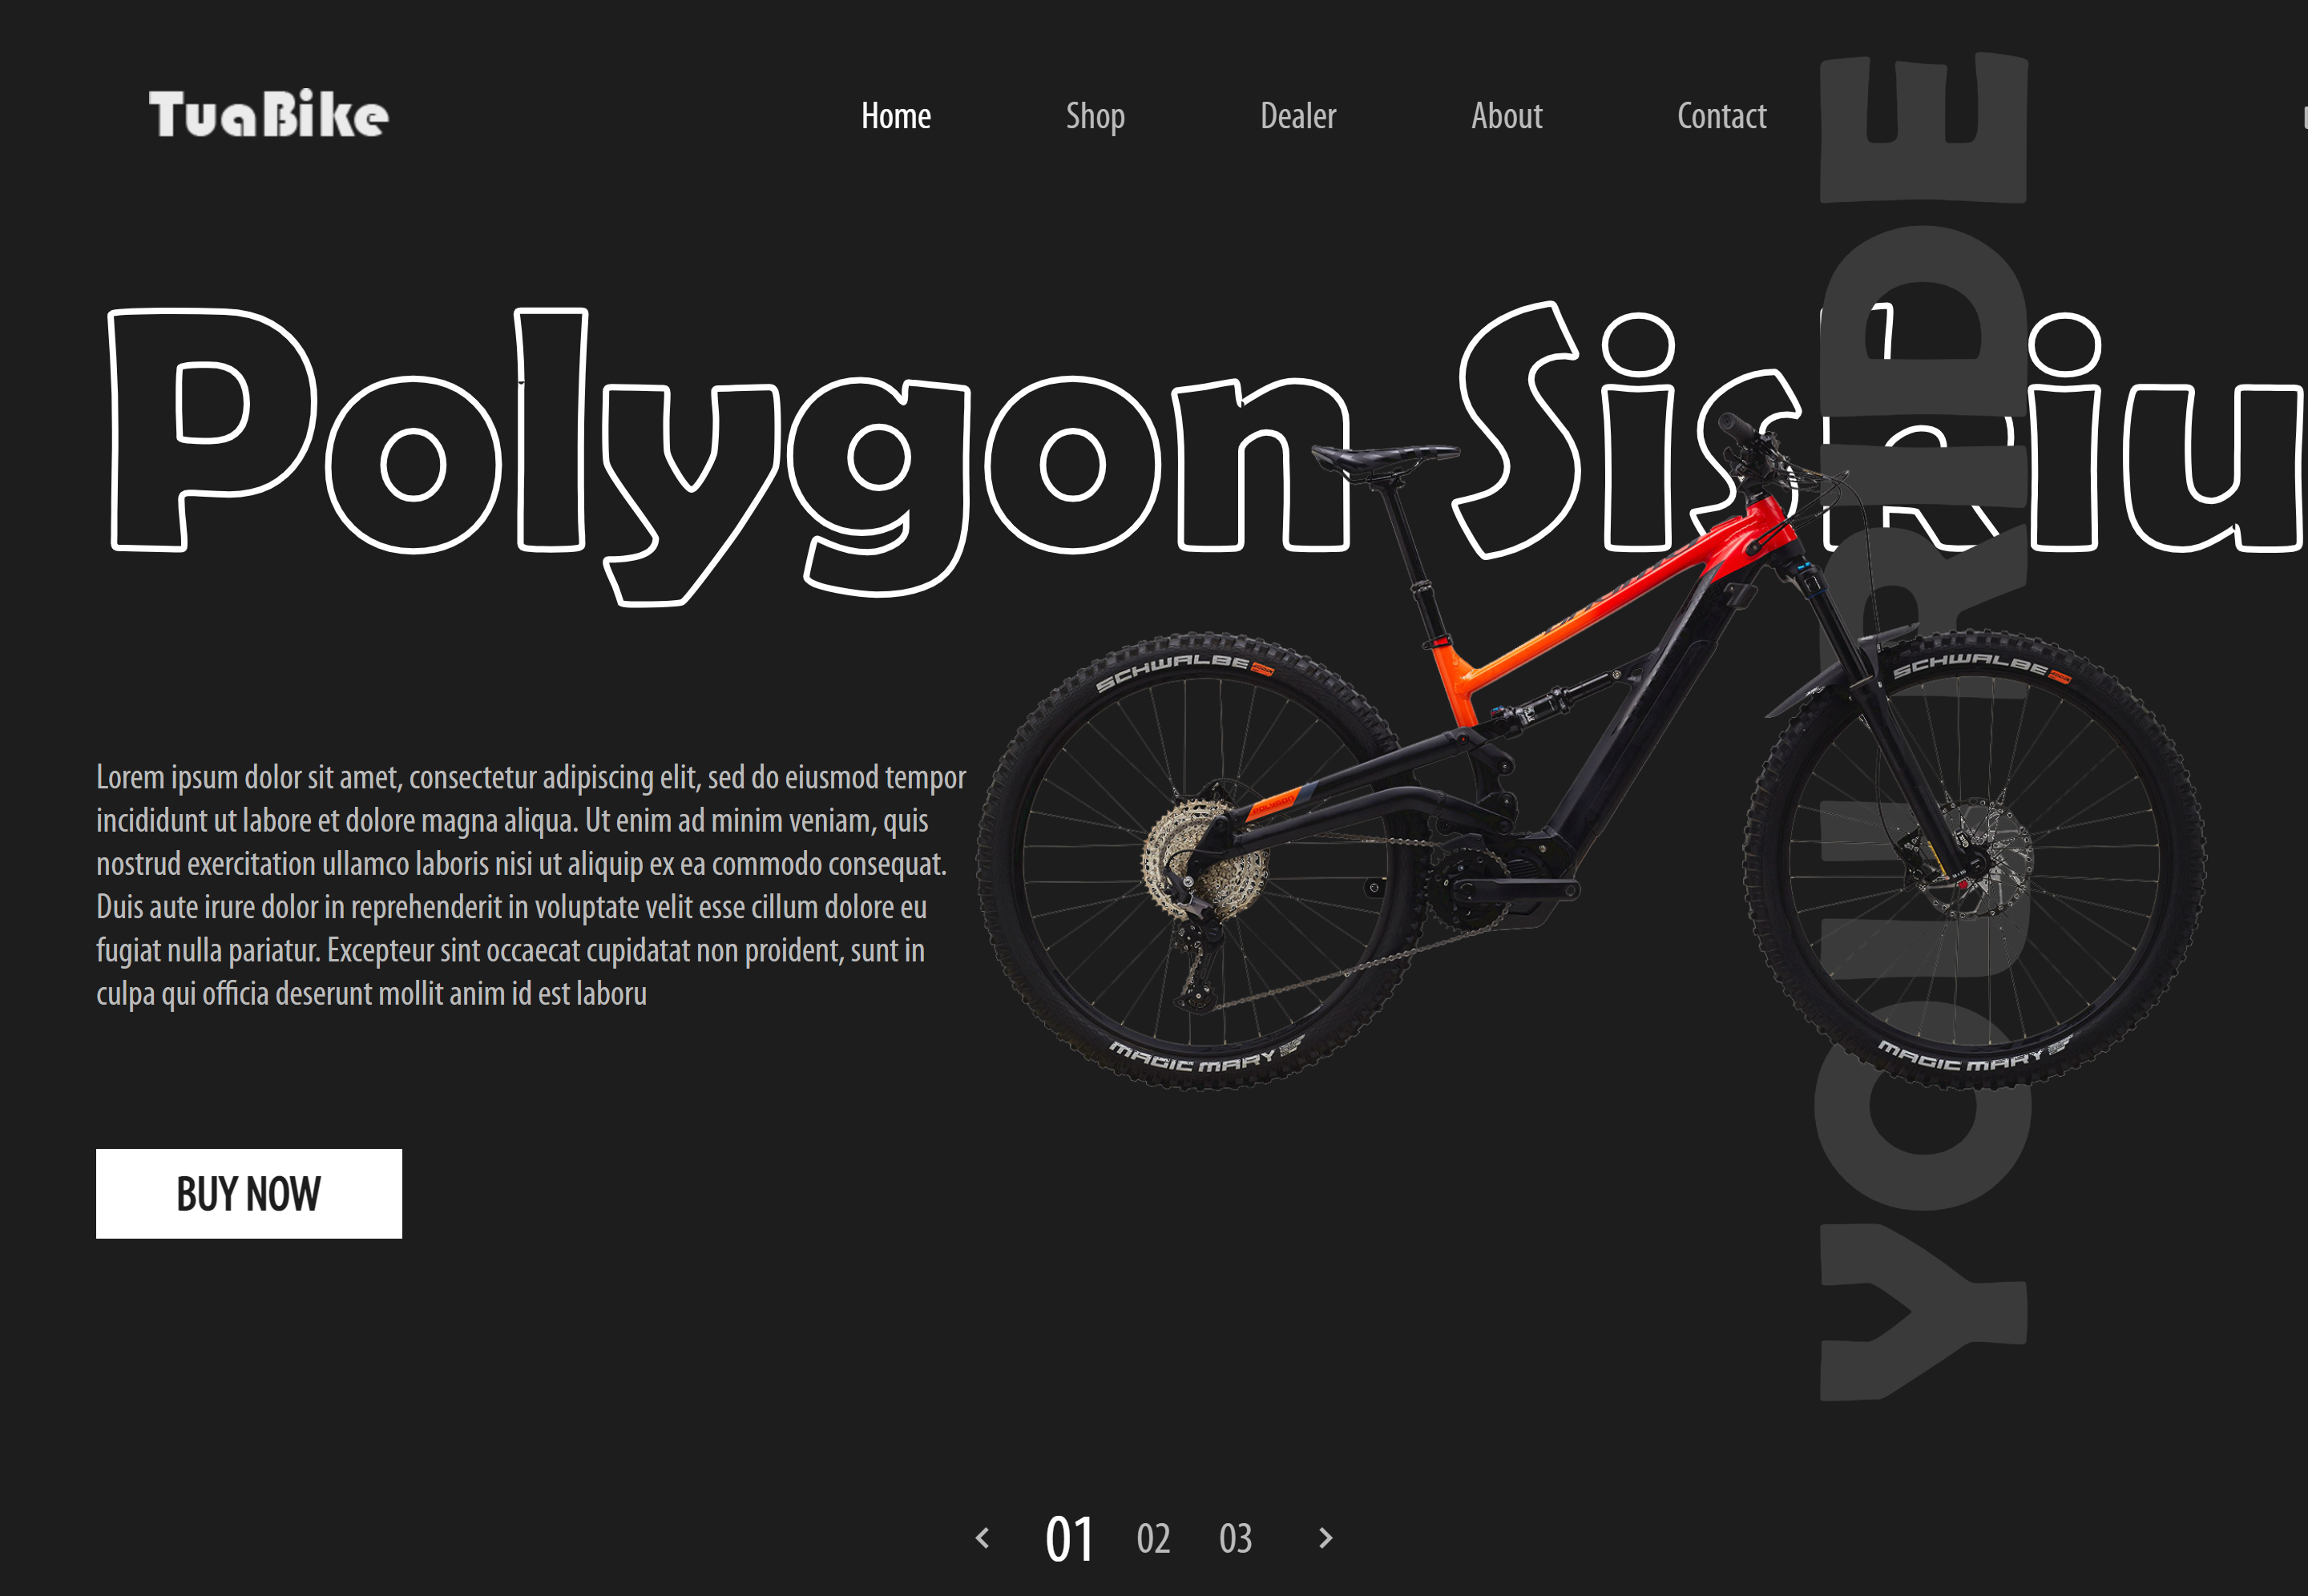 TuaBike
Home
Shop
Dealer
About
Contact
Polygon Siskiu
YOU RIDE
SCHWALBE
SCHWALBE
POLYGON
Lorem ipsum dolor sit amet, consectetur adipiscing elit, sed do eiusmod tempor
incididunt ut labore et dolore magna aliqua. Ut enim ad minim veniam, quis
nostrud exercitation ullamco laboris nisi ut aliquip ex ea commodo consequat.
Duis aute irure dolor in reprehenderit in voluptate velit esse cillum dolore eu
fugiat nulla pariatur. Excepteur sint occaecat cupidatat non proident, sunt in
culpa qui officia deserunt mollit anim id est laboru
MAGIC MARY
MAGIC MARY
BUY NOW
01
02
03